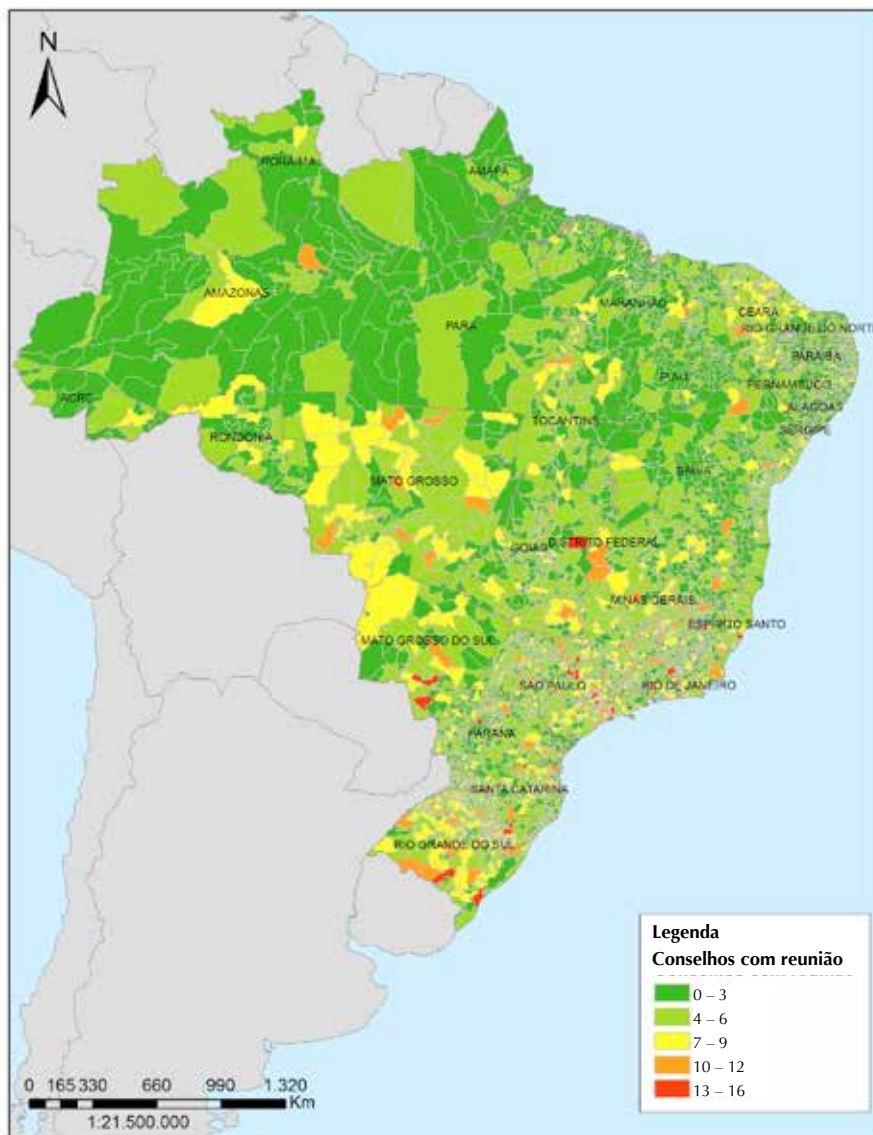 N
RORAIMA
AMAPÁ
AMAZONAS
PARÁ
MARANHÃO
CEARÁ
RIO GRANDE DO NORTE
PARAÍBA
PIAUÍ
PERNAMBUCO
ACRE
ALAGOAS
SERGIPE
TOCANTINS
RONDÔNIA
BAHIA
MATO GROSSO
GOIÁS
DISTRITO FEDERAL
MINAS GERAIS
ESPÍRITO SANTO
MATO GROSSO DO SUL
SÃO PAULO
RIO DE JANEIRO
PARANÁ
SANTA CATARINA
RIO GRANDE DO SUL
Legenda
Conselhos com reunião
0 – 3
4 – 6
7 – 9
10 – 12
13 – 16
0 165 330 660 990 1.320
Km
1:21.500.000